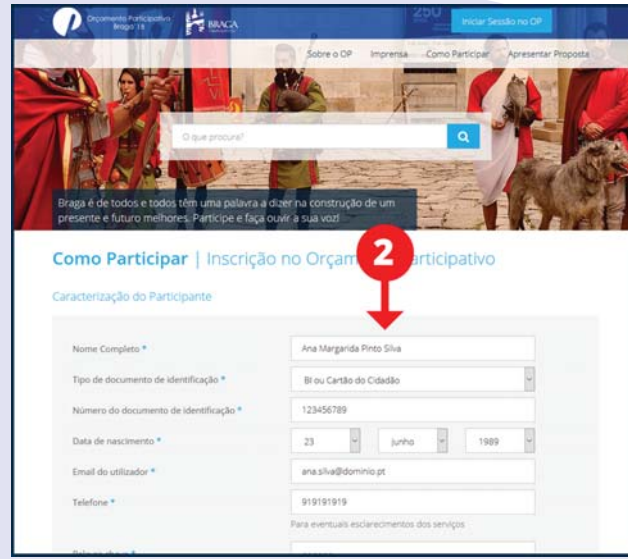 Orçamento Participativo
Braga'18
BRAGA
250
Iniciar Sessão no OP
Sobre o OP Imprensa Como Participar Apresentar Proposta
O que procura?
Braga é de todos e todos têm uma palavra a dizer na construção de um
presente e futuro melhores. Participe e faça ouvir a sua voz!
Como Participar | Inscrição no Orçam 2 articipativo
Caracterização do Participante
Nome Completo * Ana Margarida Pinto Silva
Tipo de documento de identificação * BI ou Cartão do Cidadão
Número do documento de identificação * 123456789
Data de nascimento * 23 junho 1989
Email do utilizador * ana.silva@dominio.pt
Telefone * 919191919
Para eventuais esclarecimentos dos serviços